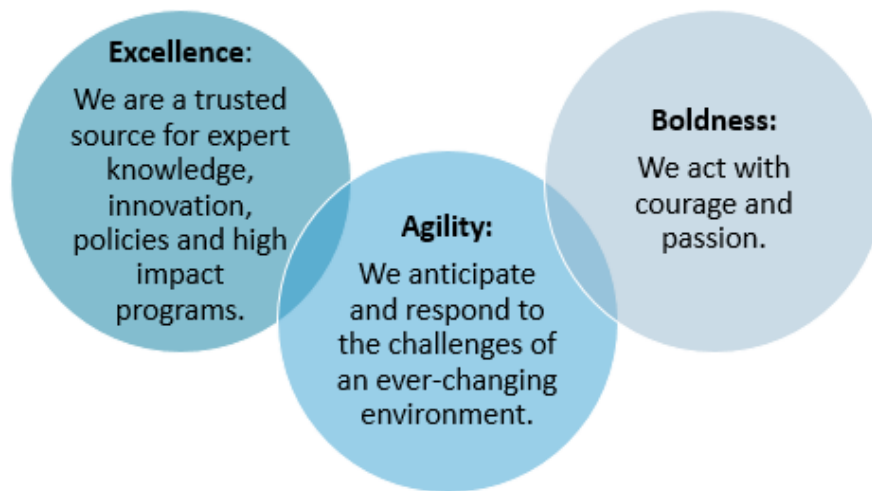 Excellence:
We are a trusted
source for expert
knowledge,
innovation,
policies and high
impact
programs.
Agility:
We anticipate
and respond to
the challenges of
an ever-changing
environment.
Boldness:
We act with
courage and
passion.